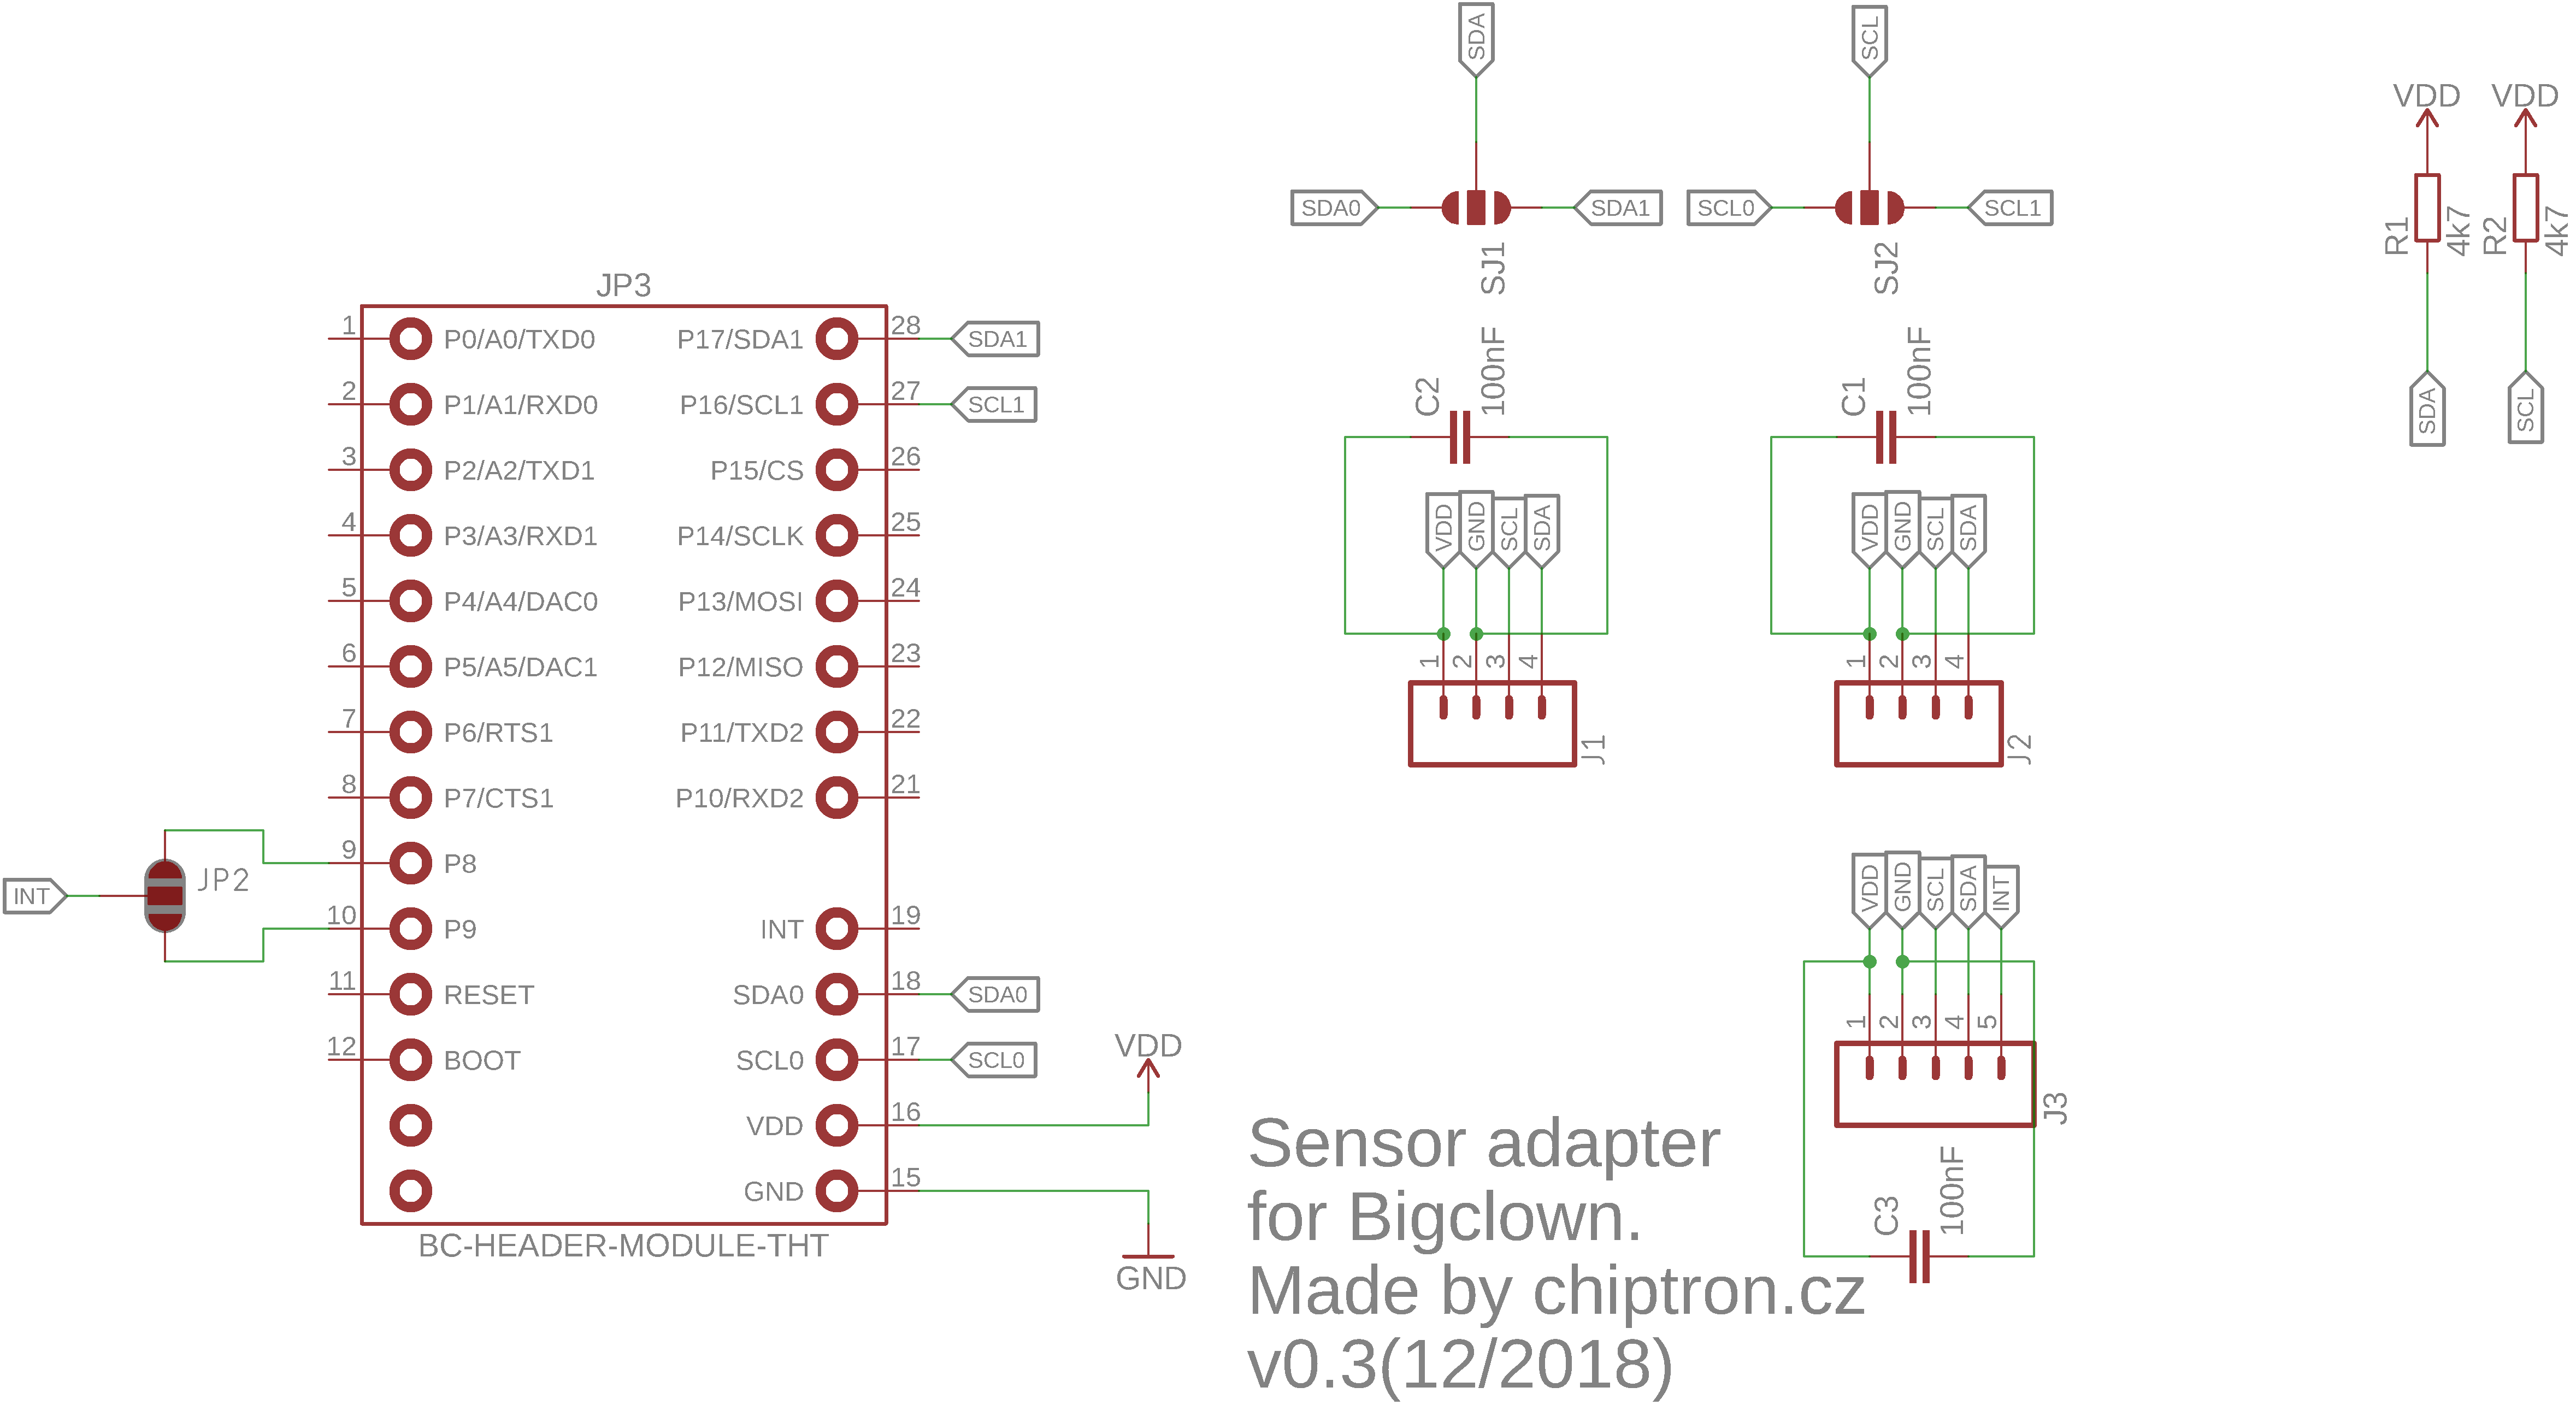 JP3
1 P0/A0/TXD0 P17/SDA1 28 SDA1
2 P1/A1/RXD0 P16/SCL1 27 SCL1
3 P2/A2/TXD1 P15/CS 26
4 P3/A3/RXD1 P14/SCLK 25
5 P4/A4/DAC0 P13/MOSI 24
6 P5/A5/DAC1 P12/MISO 23
7 P6/RTS1 P11/TXD2 22
8 P7/CTS1 P10/RXD2 21
9 P8
INT JP2
10 P9 INT 19
11 RESET SDA0 18 SDA0
12 BOOT SCL0 17 SCL0
VDD 16 VDD
GND 15 GND
BC-HEADER-MODULE-THT
SDA
SDA0 SDA1
SJ1
SCL
SCL0 SCL1
SJ2
VDD VDD
R1 4k7 R2 4k7
SDA SCL
C2 100nF
VDD GND SCL SDA
1 2 3 4
J1
C1 100nF
VDD GND SCL SDA
1 2 3 4
J2
VDD GND SCL SDA INT
1 2 3 4 5
J3
C3 100nF
Sensor adapter
for Bigclown.
Made by chiptron.cz
v0.3(12/2018)